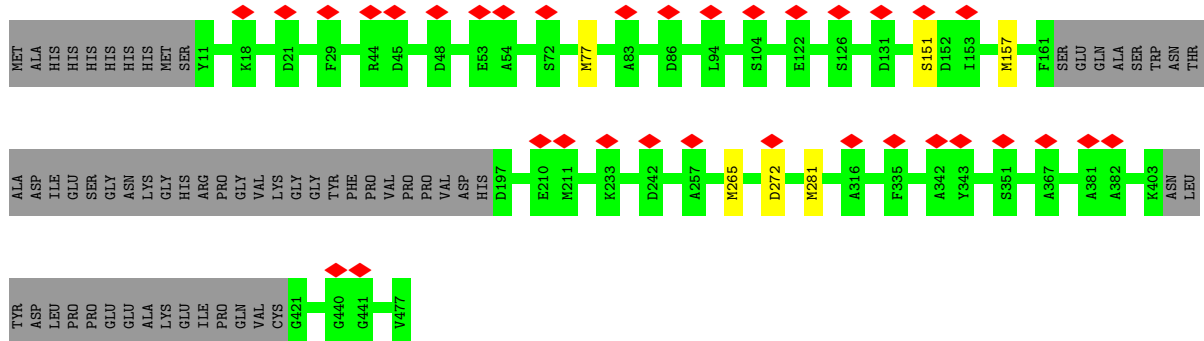 MET ALA HIS HIS HIS HIS HIS HIS MET SER Y11 K18 D21 F29 R44 D45 D48 E53 A54 S72 M77 A83 D86 L94 S104 E122 S126 D131 S151 D152 I153 M157 F161 SER GLU GLN ALA SER TRP ASN THR
ALA ASP ILE GLU SER GLY ASN LYS GLY HIS ARG PRO GLY VAL LYS GLY GLY TYR PHE PRO VAL PRO PRO VAL ASP HIS D197 E210 M211 K233 D242 A257 M265 D272 M281 A316 F335 A342 Y343 S351 A367 A381 A382 K403 ASN LEU
TYR ASP LEU PRO PRO GLU GLU ALA LYS GLU ILE PRO GLN VAL CYS G421 G440 G441 V477